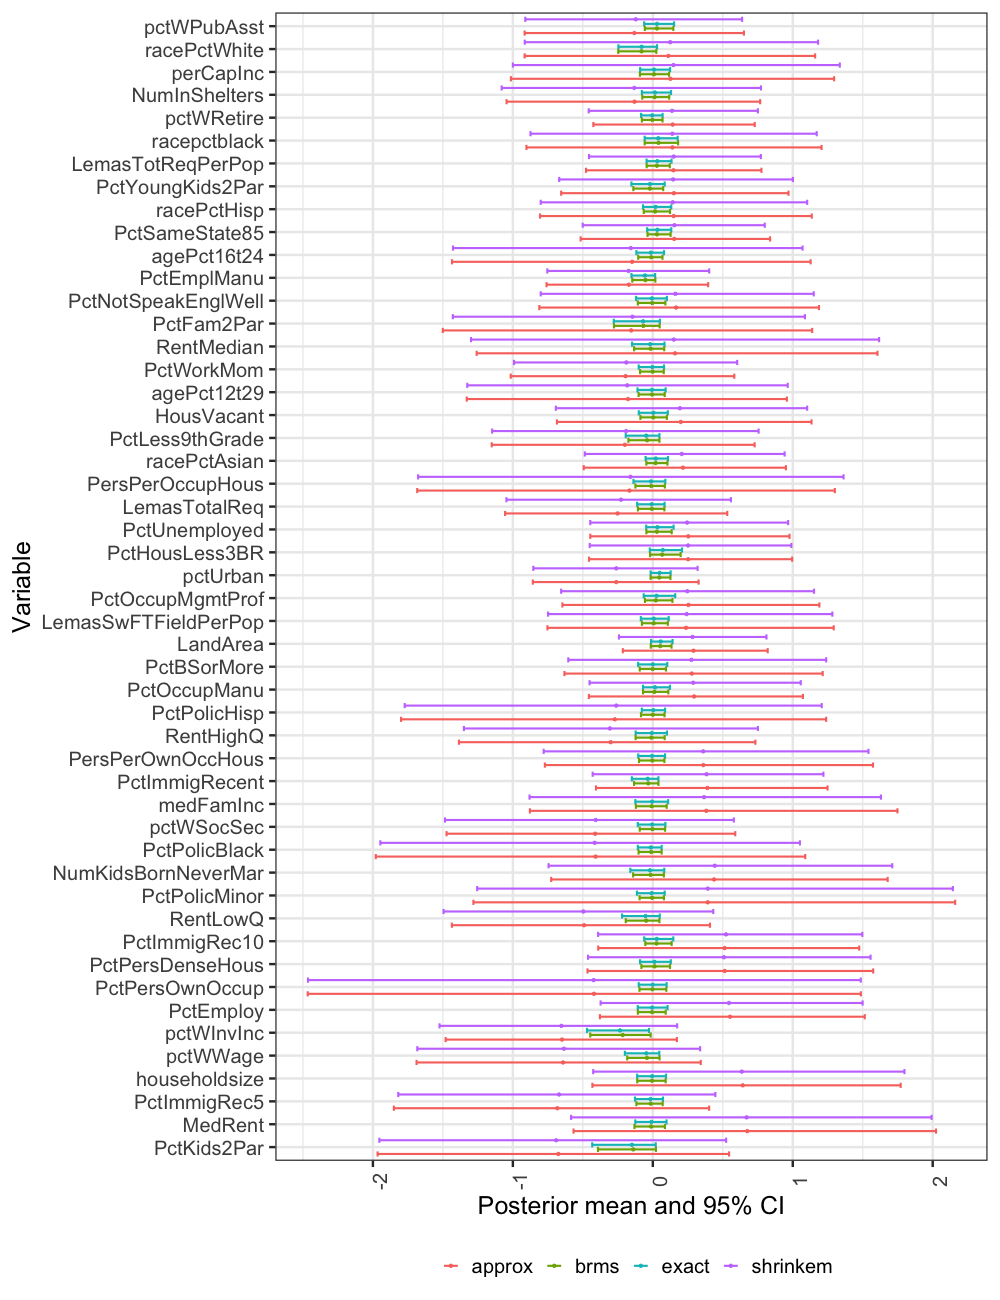 pctWPubAsst
racePctWhite
perCapInc
NumInShelters
pctWRetire
racepctblack
LemasTotReqPerPop
PctYoungKids2Par
racePctHisp
PctSameState85
agePct16t24
PctEmplManu
PctNotSpeakEnglWell
PctFam2Par
RentMedian
PctWorkMom
agePct12t29
HousVacant
PctLess9thGrade
racePctAsian
PersPerOccupHous
LemasTotalReq
PctUnemployed
PctHousLess3BR
pctUrban
PctOccupMgmtProf
LemasSwFTFieldPerPop
LandArea
PctBSorMore
PctOccupManu
PctPolicHisp
RentHighQ
PersPerOwnOccHous
PctImmigRecent
medFamInc
pctWSocSec
PctPolicBlack
NumKidsBornNeverMar
PctPolicMinor
RentLowQ
PctImmigRec10
PctPersDenseHous
PctPersOwnOccup
PctEmploy
pctWInvInc
pctWWage
householdsize
PctImmigRec5
MedRent
PctKids2Par
Variable
-2 -1 0 1 2
Posterior mean and 95% CI
approx brms exact shrinkem